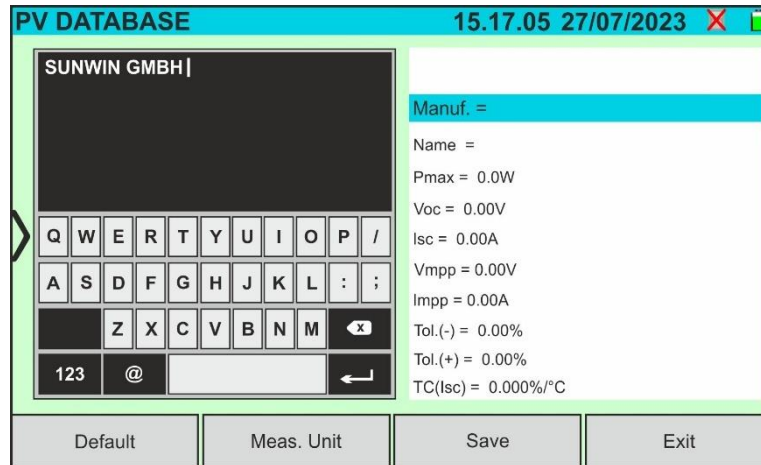 PV DATABASE 15.17.05 27/07/2023
SUNWIN GMBH
Manuf. =
Name =
Pmax = 0.0W
Voc = 0.00V
Isc = 0.00A
Vmpp = 0.00V
Impp = 0.00A
Tol.(-) = 0.00%
Tol.(+) = 0.00%
TC(Isc) = 0.000%/°C
Q W E R T Y U I O P /
A S D F G H J K L : ;
Z X C V B N M x
123 @
Default Meas. Unit Save Exit